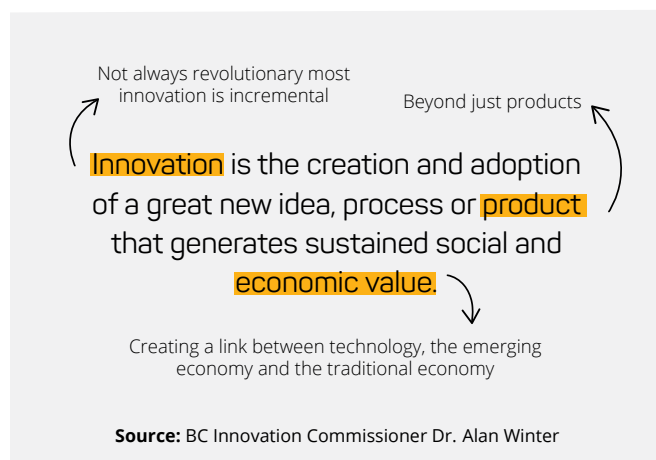 Not always revolutionary most
innovation is incremental
Beyond just products
Innovation is the creation and adoption
of a great new idea, process or product
that generates sustained social and
economic value.
Creating a link between technology, the emerging
economy and the traditional economy
Source: BC Innovation Commissioner Dr. Alan Winter